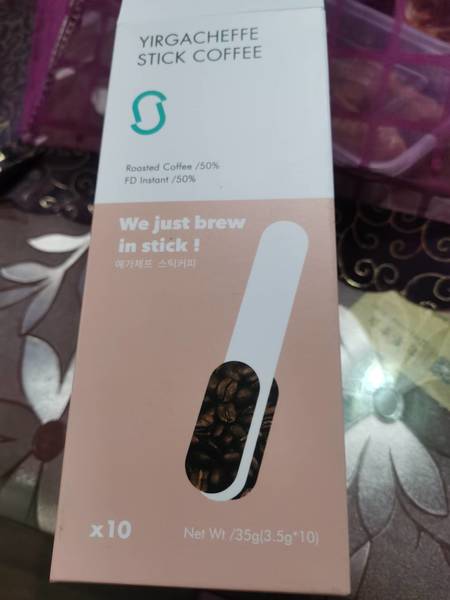 YIRGACHEFFE
STICK COFFEE
Roasted Coffee /50%
FD Instant /50%
We just brew
in stick !
예가체프 스틱커피
x10
Net Wt /35g(3.5g*10)